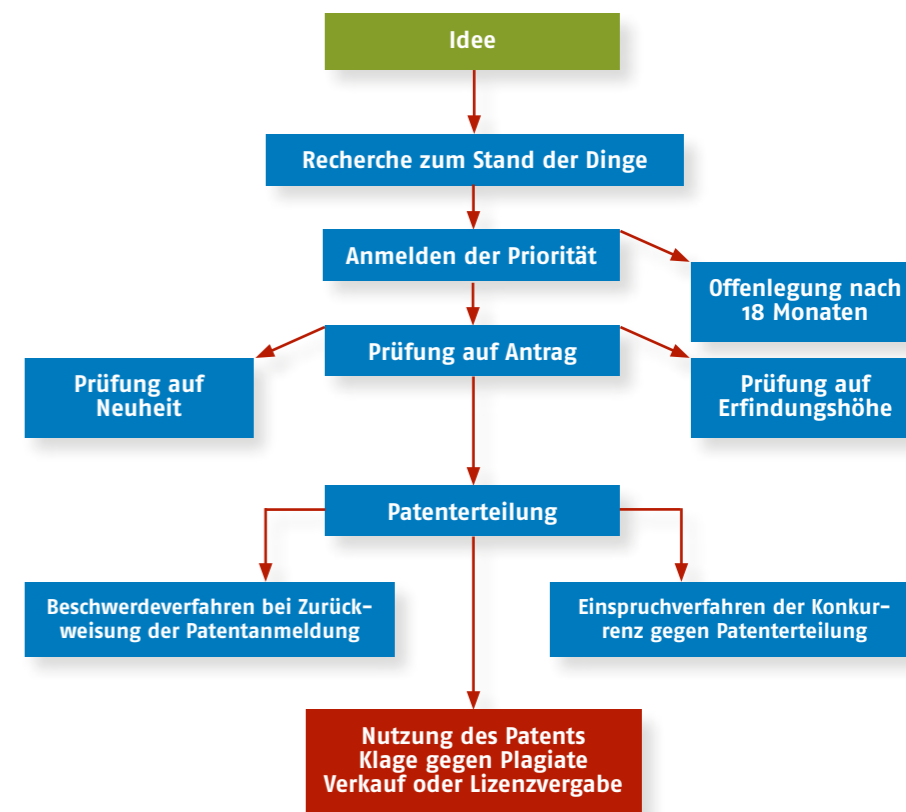 Idee
Recherche zum Stand der Dinge
Anmelden der Priorität
Offenlegung nach
18 Monaten
Prüfung auf Antrag
Prüfung auf
Neuheit
Prüfung auf
Erfindungshöhe
Patenterteilung
Beschwerdeverfahren bei Zurück-
weisung der Patentanmeldung
Einspruchverfahren der Konkur-
renz gegen Patenterteilung
Nutzung des Patents
Klage gegen Plagiate
Verkauf oder Lizenzvergabe